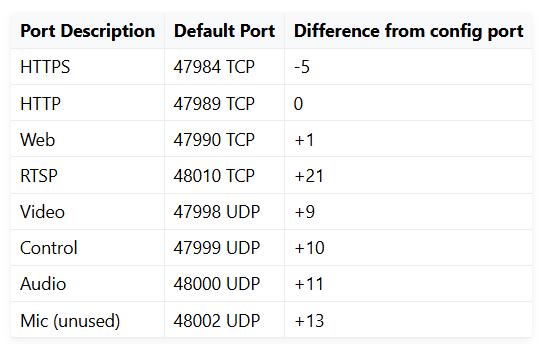 Port Description Default Port Difference from config port
HTTPS 47984 TCP -5
HTTP 47989 TCP 0
Web 47990 TCP +1
RTSP 48010 TCP +21
Video 47998 UDP +9
Control 47999 UDP +10
Audio 48000 UDP +11
Mic (unused) 48002 UDP +13